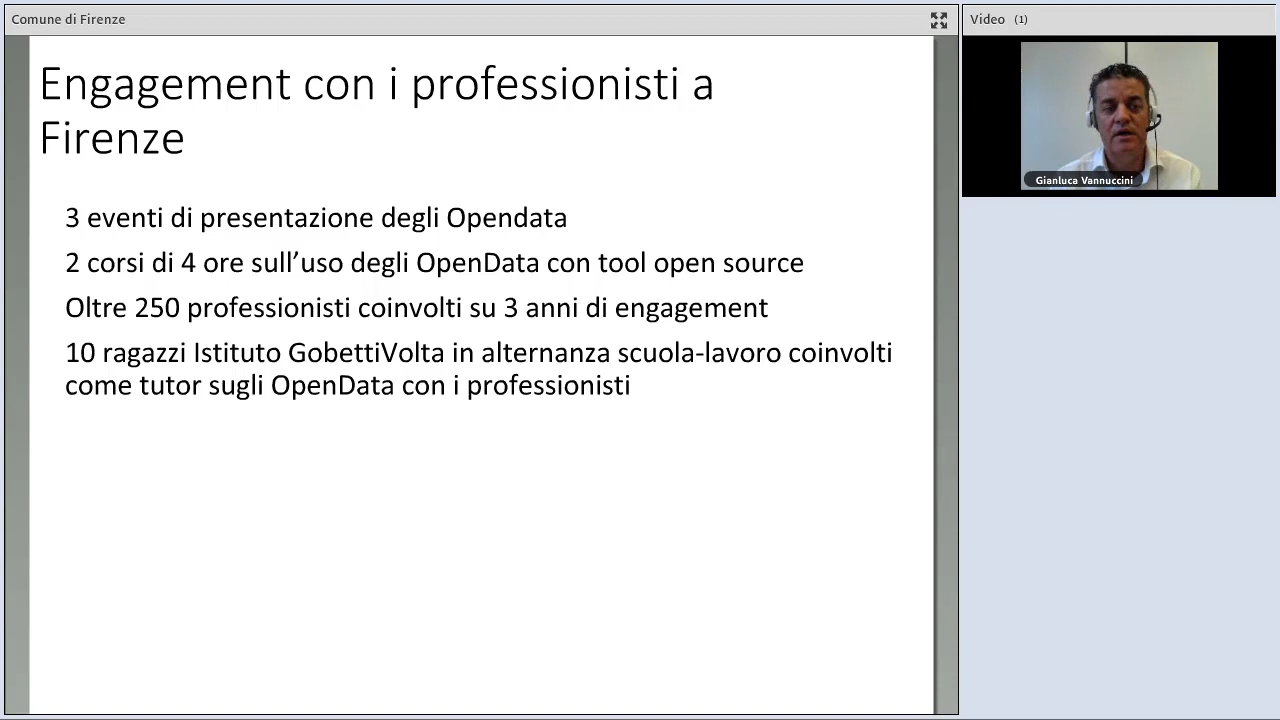 Comune di Firenze
Engagement con i professionisti a
Firenze
3 eventi di presentazione degli Opendata
2 corsi di 4 ore sull’uso degli OpenData con tool open source
Oltre 250 professionisti coinvolti su 3 anni di engagement
10 ragazzi Istituto GobettiVolta in alternanza scuola-lavoro coinvolti
come tutor sugli OpenData con i professionisti
Video (1)
Gianluca Vannuccini